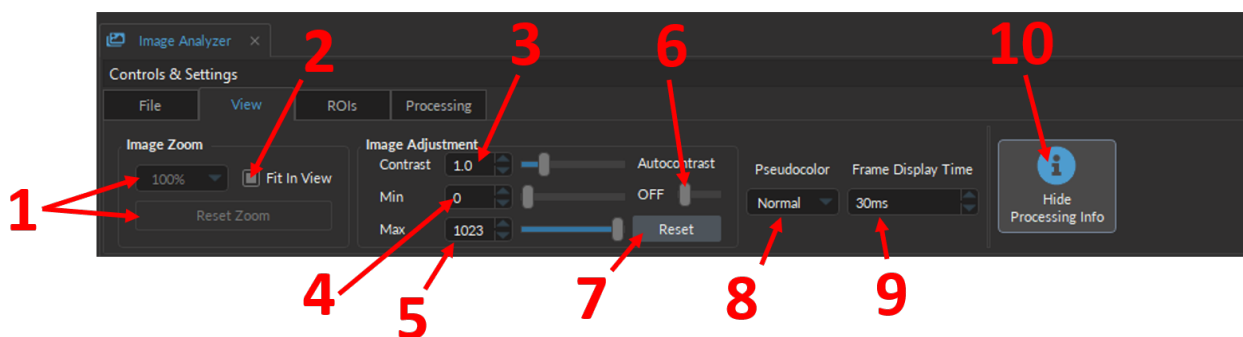 2
3
6
10
Image Analyzer
Controls & Settings
File View ROIs Processing
Image Zoom
100% Fit In View
Reset Zoom
1
Image Adjustment
Contrast 1.0 Autocontrast
Min 0 OFF
Max 1023 Reset
Pseudocolor Frame Display Time
Normal 30ms
Hide
Processing Info
4
5
7
8
9